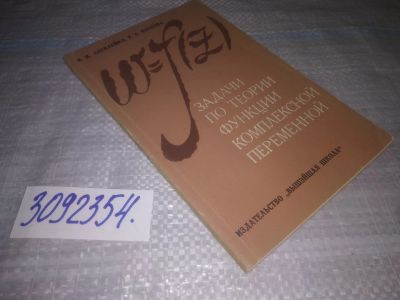 w=f(z)
ЗАДАЧИ
ПО ТЕОРИИ
ФУНКЦИЙ
КОМПЛЕКСНОЙ
ПЕРЕМЕННОЙ
ИЗДАТЕЛЬСТВО „ВЫШЭЙШАЯ ШКОЛА"
3092354.